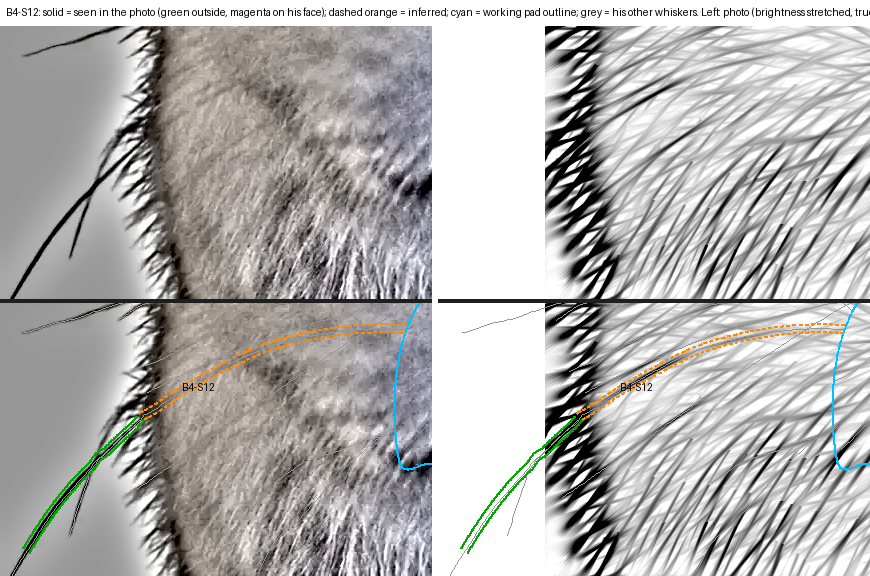 B4-S12: solid = seen in the photo (green outside, magenta on his face); dashed orange = inferred; cyan = working pad outline; grey = his other whiskers. Left photo (brightness stretched, true
B4-S12
B4-S12